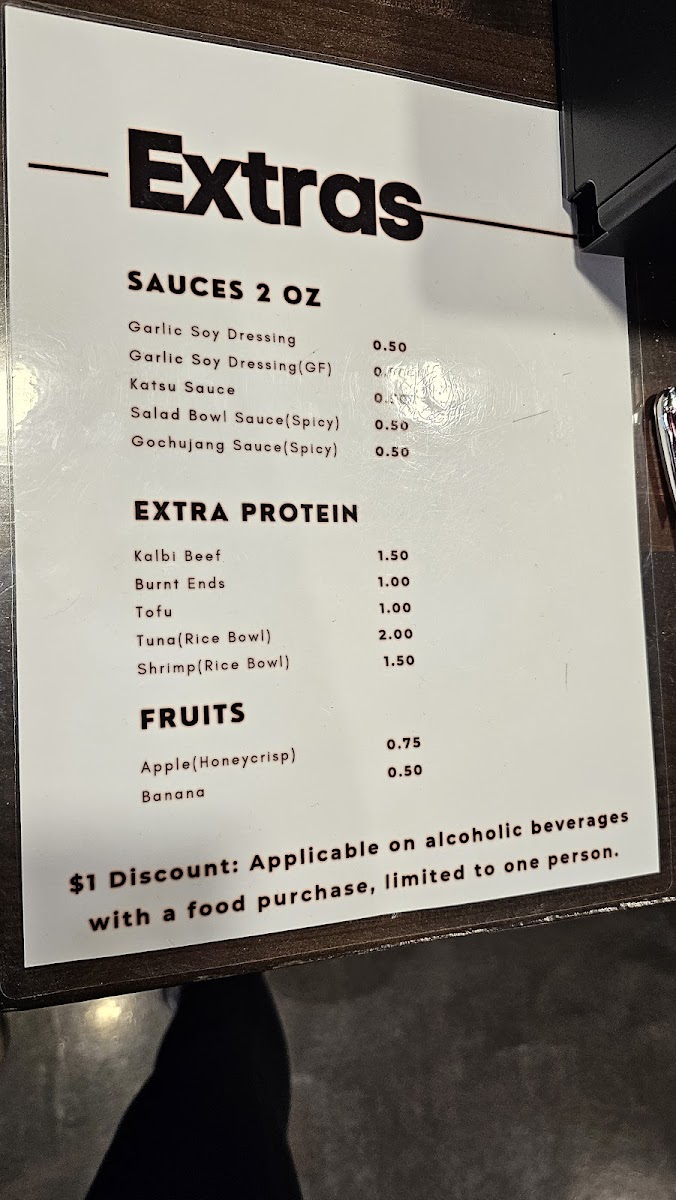 Extras
SAUCES 2 OZ
Garlic Soy Dressing 0.50
Garlic Soy Dressing(GF)
Katsu Sauce
Salad Bowl Sauce(Spicy) 0.50
Gochujang Sauce(Spicy) 0.50
EXTRA PROTEIN
Kalbi Beef 1.50
Burnt Ends 1.00
Tofu 1.00
Tuna(Rice Bowl) 2.00
Shrimp(Rice Bowl) 1.50
FRUITS
Apple(Honeycrisp) 0.75
Banana 0.50
$1 Discount: Applicable on alcoholic beverages
with a food purchase, limited to one person.